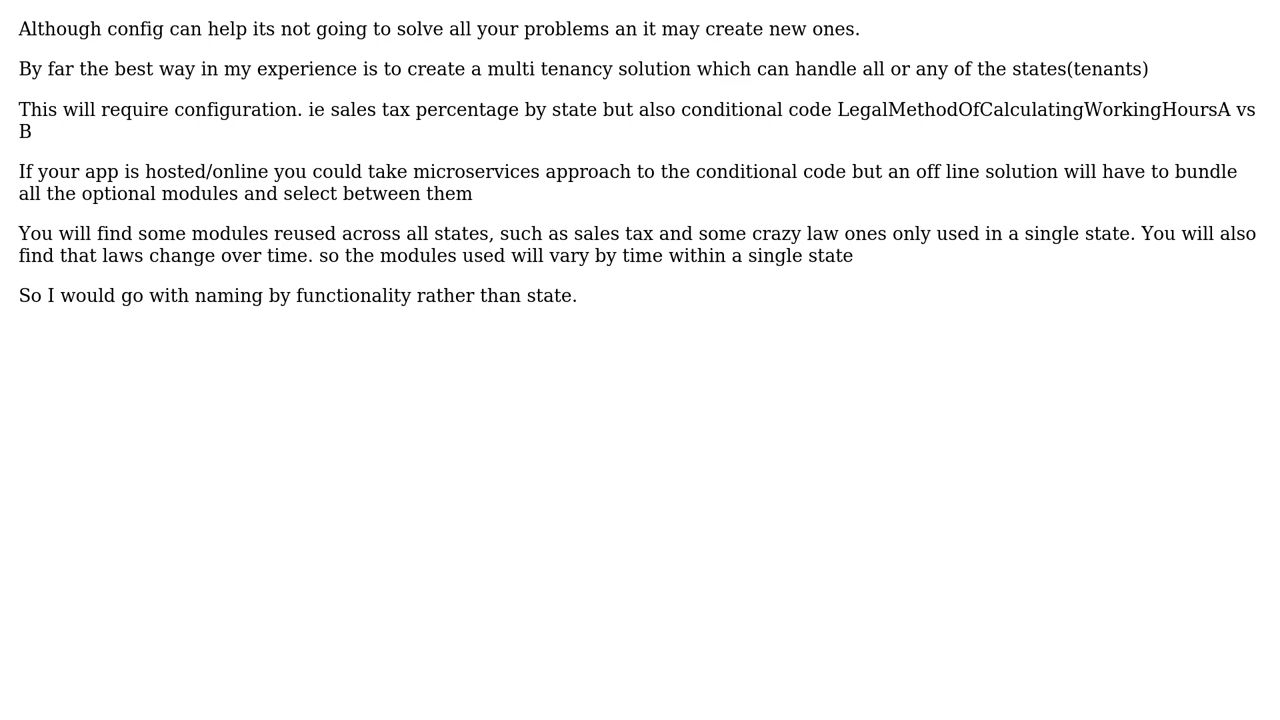 Although config can help its not going to solve all your problems an it may create new ones.
By far the best way in my experience is to create a multi tenancy solution which can handle all or any of the states(tenants)
This will require configuration. ie sales tax percentage by state but also conditional code LegalMethodOfCalculatingWorkingHoursA vs
B
If your app is hosted/online you could take microservices approach to the conditional code but an off line solution will have to bundle
all the optional modules and select between them
You will find some modules reused across all states, such as sales tax and some crazy law ones only used in a single state. You will also
find that laws change over time. so the modules used will vary by time within a single state
So I would go with naming by functionality rather than state.